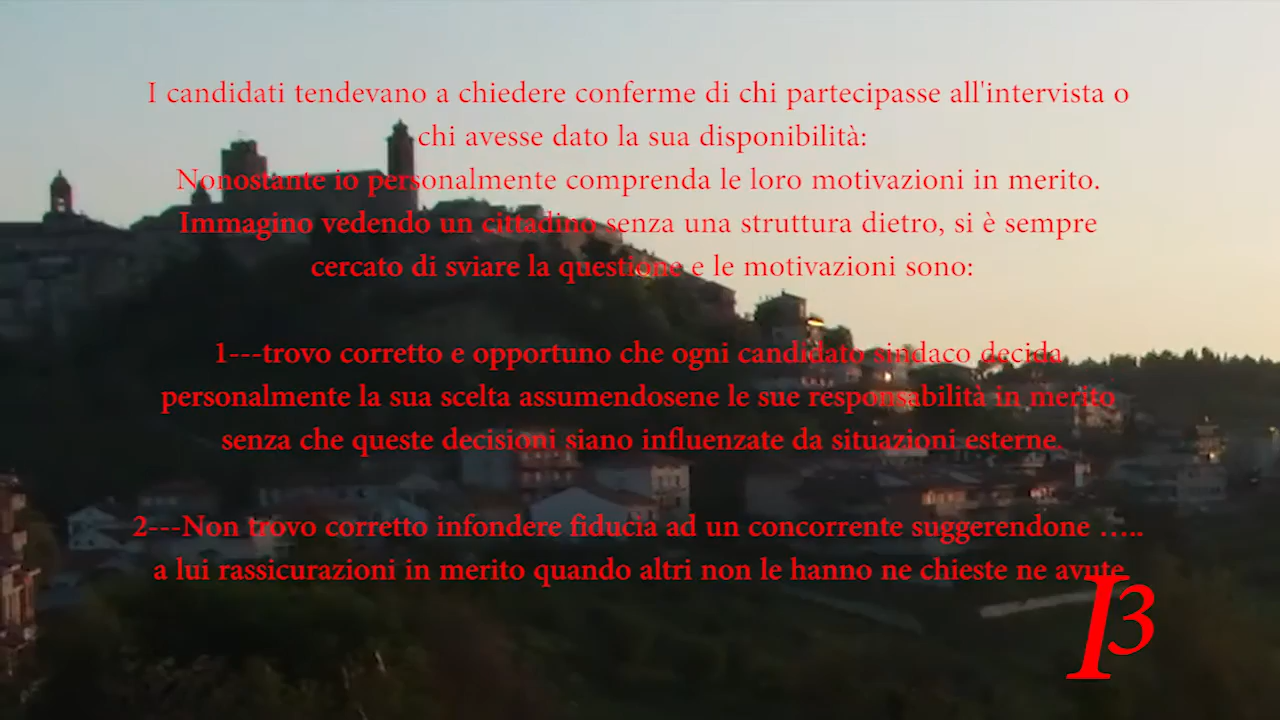 I candidati tendevano a chiedere conferme di chi partecipasse all'intervista o
chi avesse dato la sua disponibilità:
Nonostante io personalmente comprenda le loro motivazioni in merito.
Immagino vedendo un cittadino senza una struttura dietro, si è sempre
cercato di sviare la questione e le motivazioni sono:
1---trovo corretto e opportuno che ogni candidato sindaco decida
personalmente la sua scelta assumendosene le sue responsabilità in merito
senza che queste decisioni siano influenzate da situazioni esterne.
2---Non trovo corretto infondere fiducia ad un concorrente suggerendone …..
a lui rassicurazioni in merito quando altri non le hanno ne chieste ne avute
I3